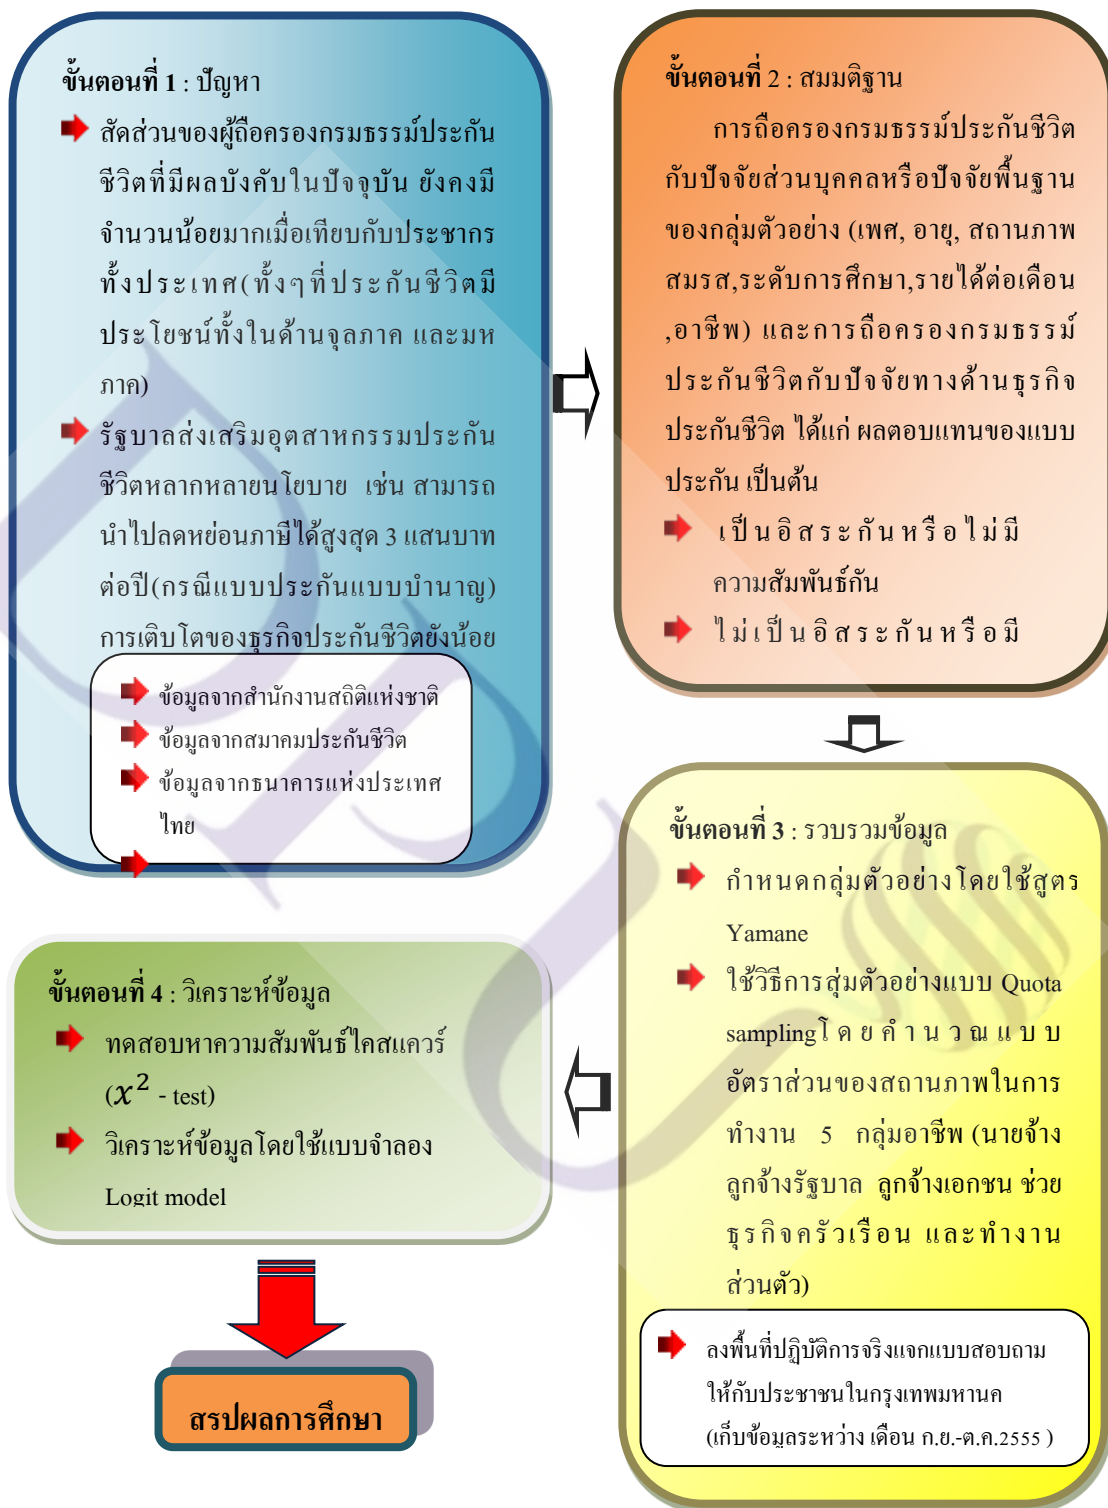 ขั้นตอนที่ 1 : ปัญหา
สัดส่วนของผู้ถือครองกรมธรรม์ประกัน
ชีวิตที่มีผลบังคับในปัจจุบัน ยังคงมี
จำนวนน้อยมากเมื่อเทียบกับประชากร
ทั้งประเทศ(ทั้งๆที่ประกันชีวิตมี
ประโยชน์ทั้งในด้านจุลภาค และมห
ภาค)
รัฐบาลส่งเสริมอุตสาหกรรมประกัน
ชีวิตหลากหลายนโยบาย เช่น สามารถ
นำไปลดหย่อนภาษีได้สูงสุด 3 แสนบาท
ต่อปี(กรณีแบบประกันแบบบำนาญ)
การเติบโตของธุรกิจประกันชีวิตยังน้อย
ข้อมูลจากสำนักงานสถิติแห่งชาติ
ข้อมูลจากสมาคมประกันชีวิต
ข้อมูลจากธนาคารแห่งประเทศ
ไทย
ขั้นตอนที่ 2 : สมมติฐาน
การถือครองกรมธรรม์ประกันชีวิต
กับปัจจัยส่วนบุคคลหรือปัจจัยพื้นฐาน
ของกลุ่มตัวอย่าง (เพศ, อายุ, สถานภาพ
สมรส,ระดับการศึกษา,รายได้ต่อเดือน
,อาชีพ) และการถือครองกรมธรรม์
ประกันชีวิตกับปัจจัยทางด้านธุรกิจ
ประกันชีวิต ได้แก่ ผลตอบแทนของแบบ
ประกัน เป็นต้น
เป็นอิสระกันหรือไม่มี
ความสัมพันธ์กัน
ไม่เป็นอิสระกันหรือมี
ขั้นตอนที่ 3 : รวบรวมข้อมูล
กำหนดกลุ่มตัวอย่างโดยใช้สูตร
Yamane
ใช้วิธีการสุ่มตัวอย่างแบบ Quota
samplingโดยคำนวณแบบ
อัตราส่วนของสถานภาพในการ
ทำงาน 5 กลุ่มอาชีพ (นายจ้าง
ลูกจ้างรัฐบาล ลูกจ้างเอกชน ช่วย
ธุรกิจครัวเรือน และทำงาน
ส่วนตัว)
ลงพื้นที่ปฏิบัติการจริงแจกแบบสอบถาม
ให้กับประชาชนในกรุงเทพมหานค
(เก็บข้อมูลระหว่าง เดือน ก.ย.-ต.ค.2555 )
ขั้นตอนที่ 4 : วิเคราะห์ข้อมูล
ทดสอบหาความสัมพันธ์ไคสแควร์
(𝑥² - test)
วิเคราะห์ข้อมูลโดยใช้แบบจำลอง
Logit model
สรุปผลการศึกษา